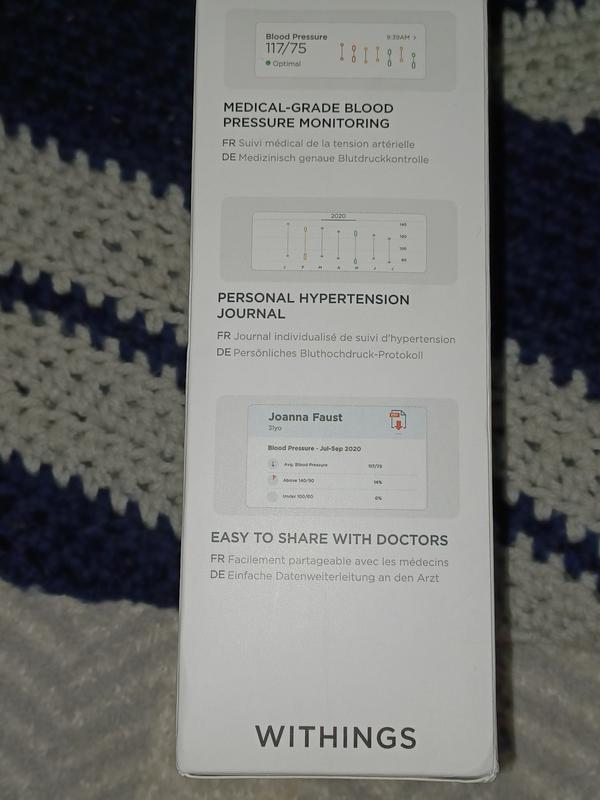 Blood Pressure 9:39AM >
117/75
Optimal
MEDICAL-GRADE BLOOD
PRESSURE MONITORING
FR Suivi médical de la tension artérielle
DE Medizinisch genaue Blutdruckkontrolle
2020
140
100
J F M A M J J
PERSONAL HYPERTENSION
JOURNAL
FR Journal individualisé de suivi d'hypertension
DE Persönliches Bluthochdruck-Protokoll
Joanna Faust
31yo
Blood Pressure - Jul-Sep 2020
Avg. Blood Pressure 117/75
Above 140/90 14%
Under 100/60 0%
EASY TO SHARE WITH DOCTORS
FR Facilement partageable avec les médecins
DE Einfache Datenweiterleitung an den Arzt
WITHINGS